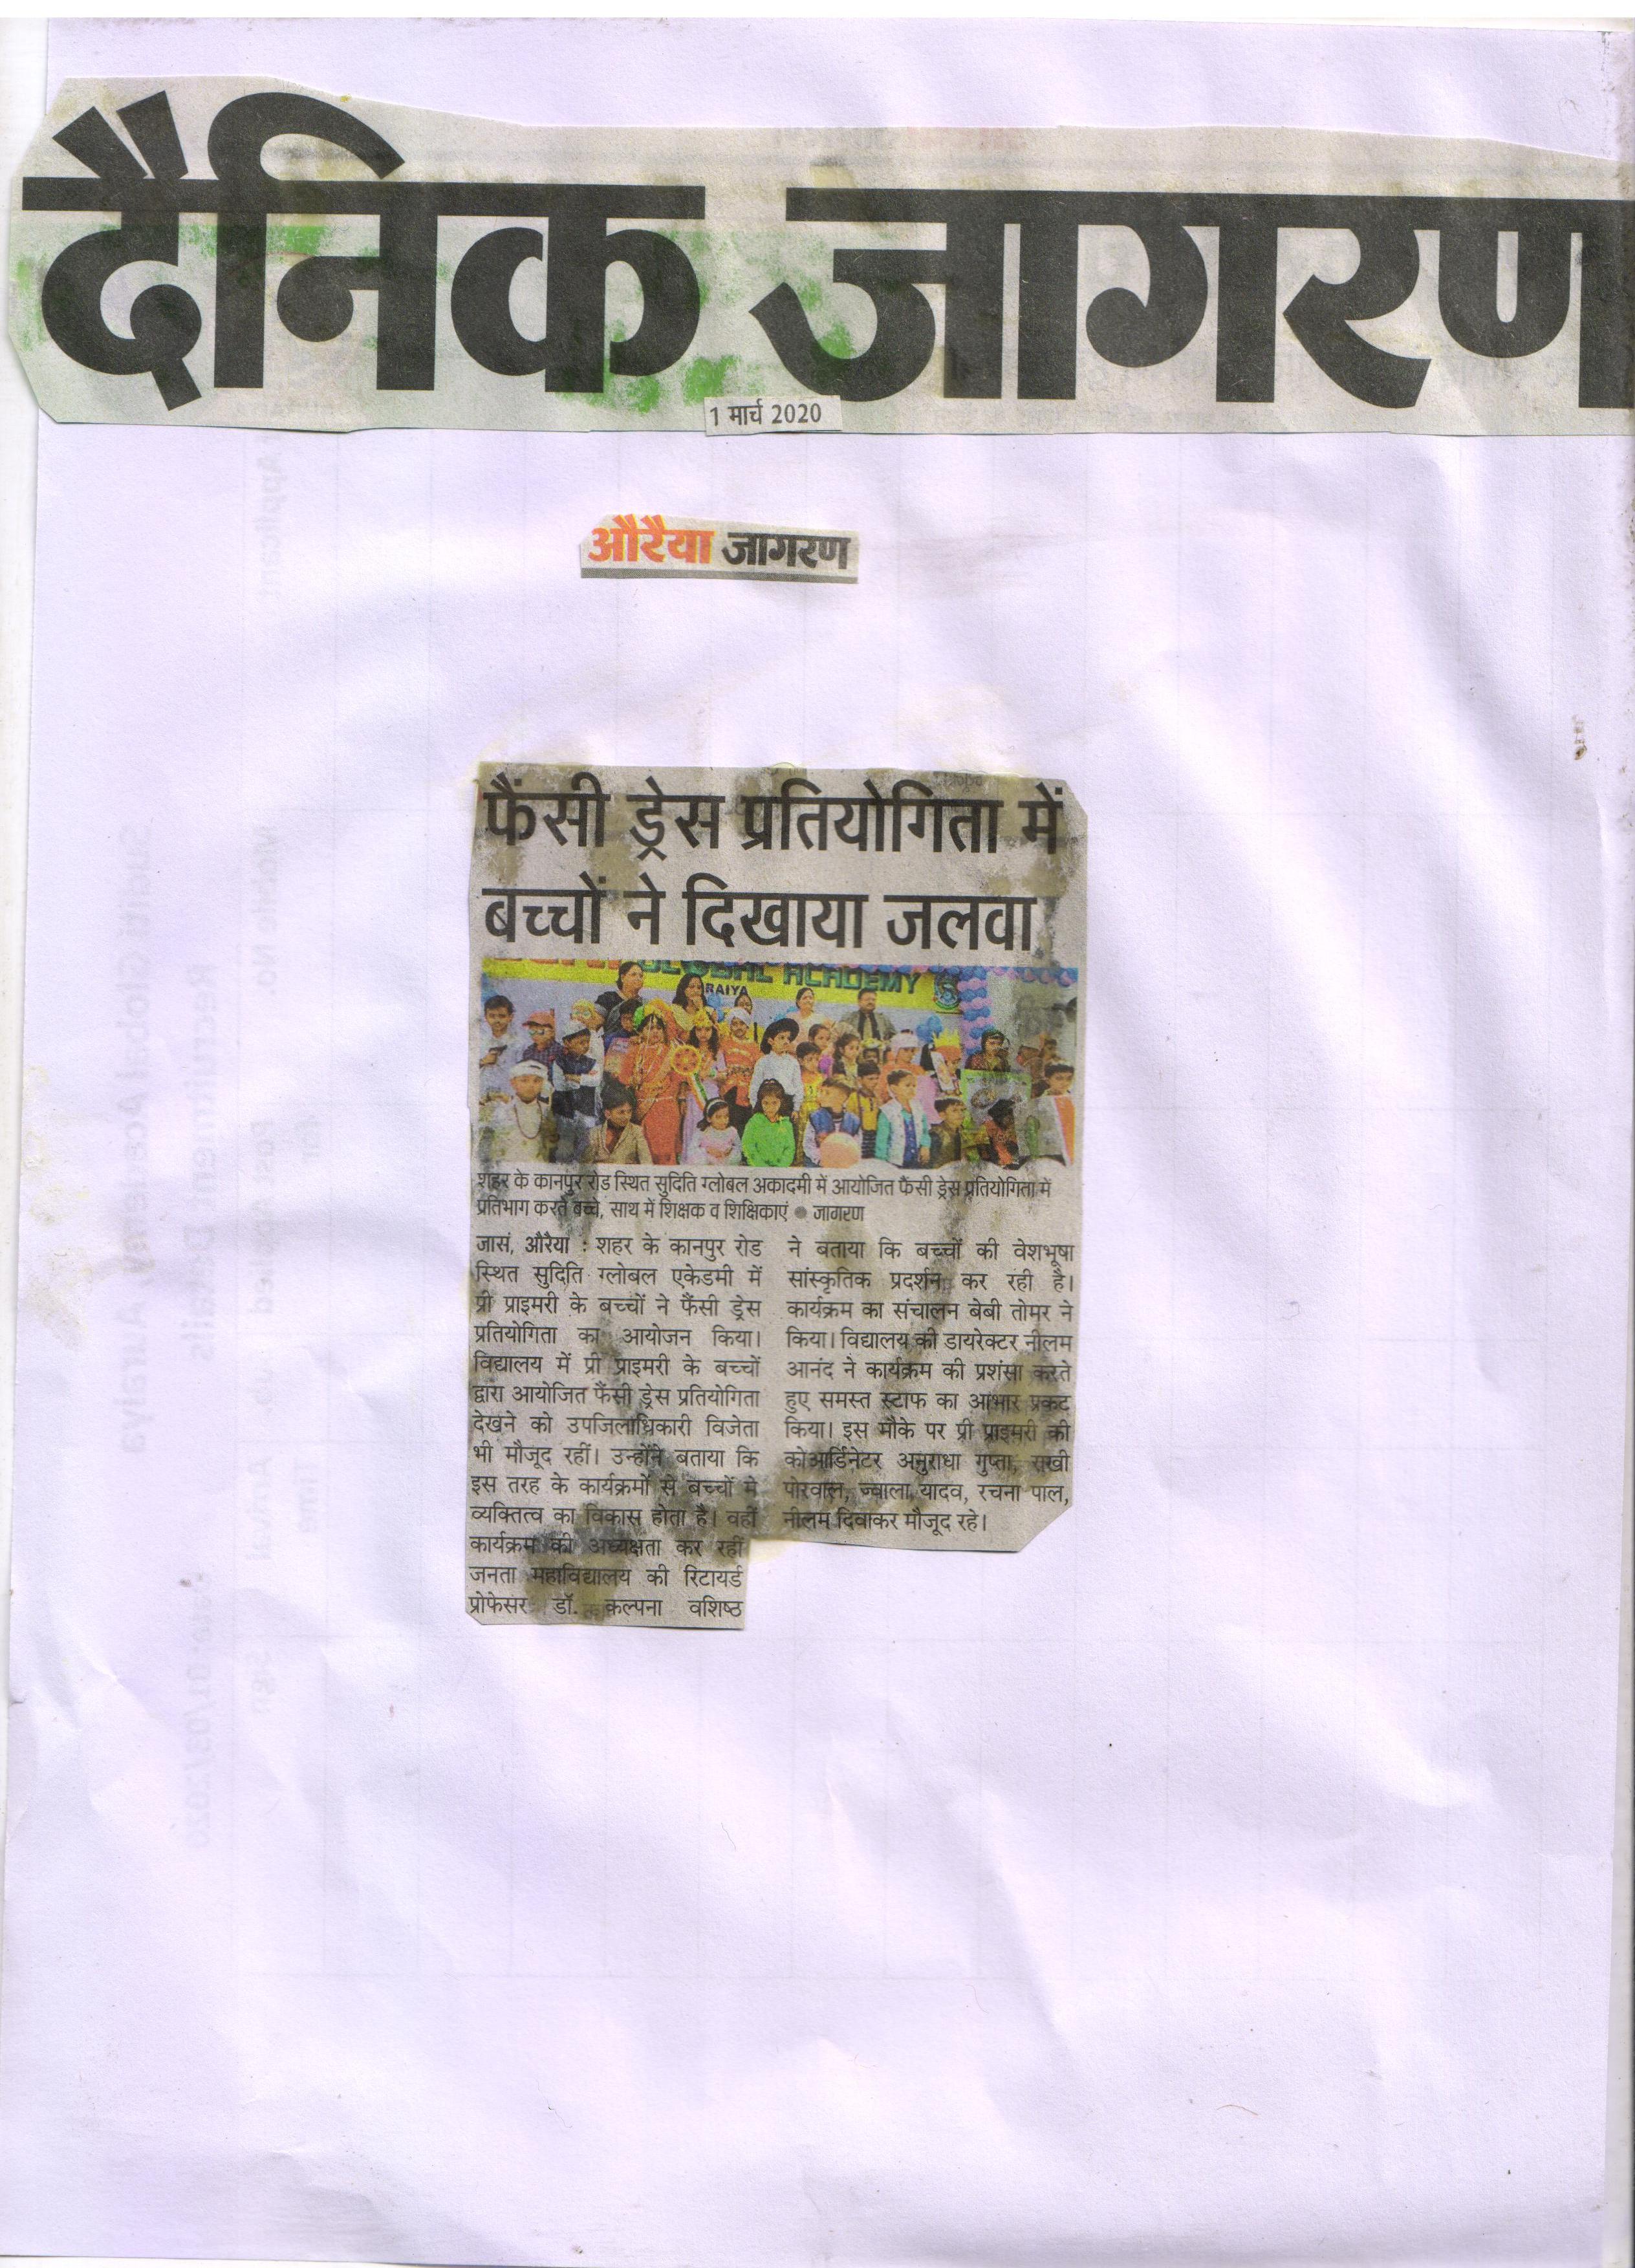 दैनिक जागरण
1 मार्च 2020
औरैया जागरण
फैंसी ड्रेस प्रतियोगिता में
बच्चों ने दिखाया जलवा
GLOBAL ACADEMY
RAIYA
शहर के कानपुर रोड स्थित सुदिति ग्लोबल अकादमी में आयोजित फैंसी ड्रेस प्रतियोगिता में
प्रतिभाग करते बच्चे, साथ में शिक्षक व शिक्षिकाएं ● जागरण
जासं, औरैया : शहर के कानपुर रोड
स्थित सुदिति ग्लोबल एकेडमी में
प्री प्राइमरी के बच्चों ने फैंसी ड्रेस
प्रतियोगिता का आयोजन किया।
विद्यालय में प्री प्राइमरी के बच्चों
द्वारा आयोजित फैंसी ड्रेस प्रतियोगिता
देखने को उपजिलाधिकारी विजेता
भी मौजूद रहीं। उन्होंने बताया कि
इस तरह के कार्यक्रमों से बच्चों मे
व्यक्तित्व का विकास होता है। वहीं
कार्यक्रम की अध्यक्षता कर रहीं
जनता महाविद्यालय की रिटायर्ड
प्रोफेसर डॉ. कल्पना वशिष्ठ
ने बताया कि बच्चों की वेशभूषा
सांस्कृतिक प्रदर्शन कर रही है।
कार्यक्रम का संचालन बेबी तोमर ने
किया। विद्यालय की डायरेक्टर नीलम
आनंद ने कार्यक्रम की प्रशंसा करते
हुए समस्त स्टाफ का आभार प्रकट
किया। इस मौके पर प्री प्राइमरी की
कोआर्डिनेटर अनुराधा गुप्ता, राखी
पोरवाल, ज्वाला यादव, रचना पाल,
नीलम दिवाकर मौजूद रहे।